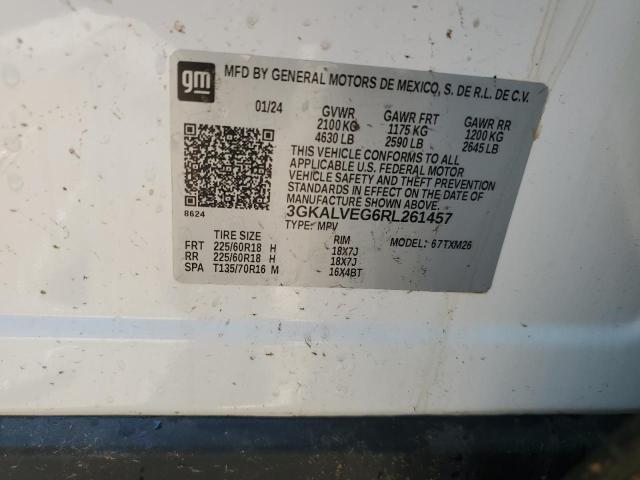 gm
MFD BY GENERAL MOTORS DE MEXICO, S. DE R.L. DE C.V.
01/24 GVWR GAWR FRT GAWR RR
2100 KG 1175 KG 1200 KG
4630 LB 2590 LB 2645 LB
THIS VEHICLE CONFORMS TO ALL
APPLICABLE U.S. FEDERAL MOTOR
VEHICLE SAFETY AND THEFT
PREVENTION STANDARDS IN
EFFECT ON THE DATE OF
MANUFACTURE SHOWN ABOVE.
8624
3GKALVEG6RL261457
TYPE: MPV
TIRE SIZE RIM MODEL: 67TXM26
FRT 225/60R18 H 18X7J
RR 225/60R18 H 18X7J
SPA T135/70R16 M 16X4BT